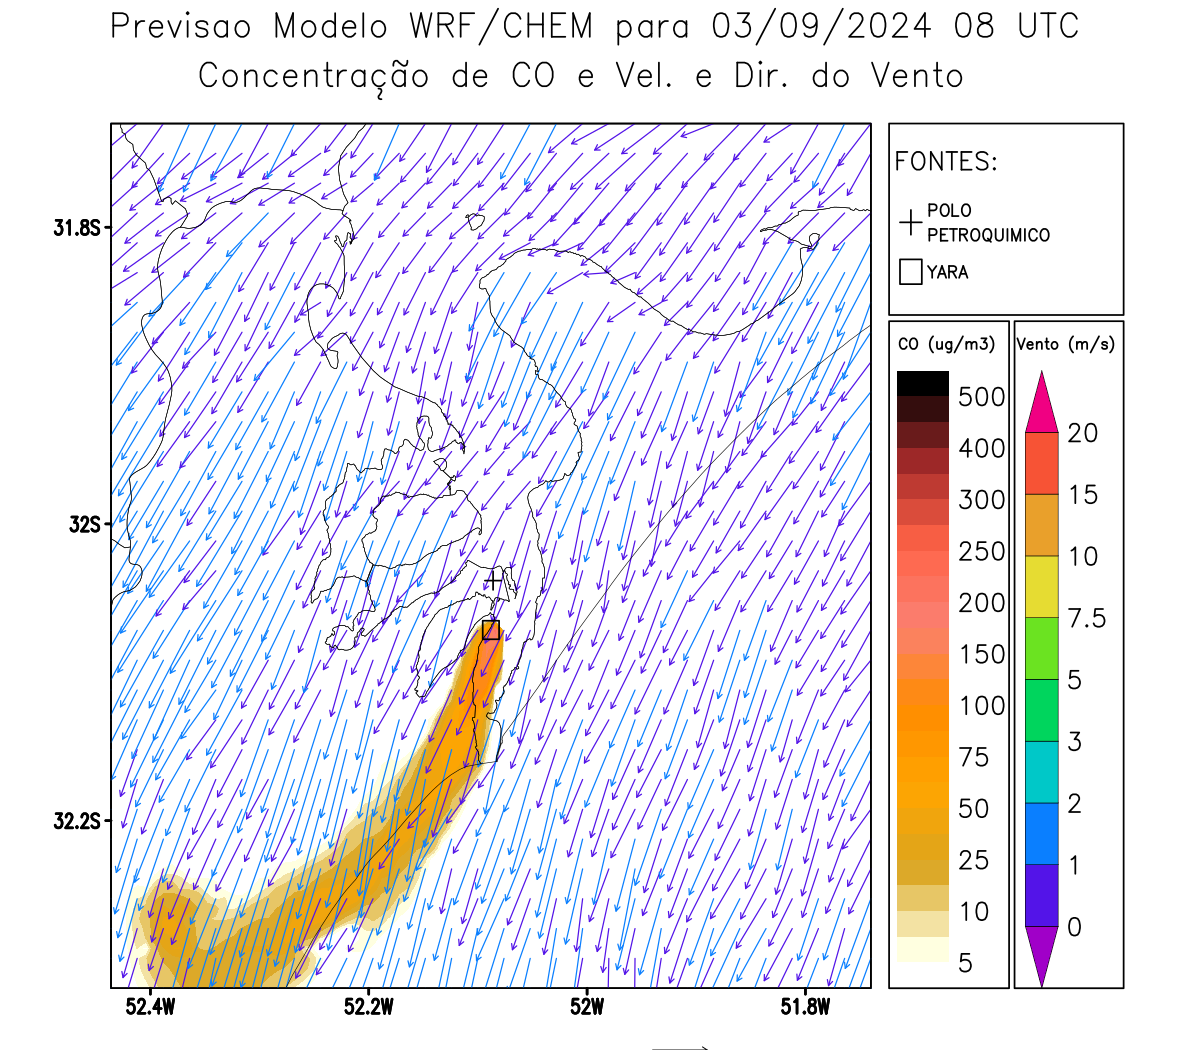 Previsao Modelo WRF/CHEM para 03/09/2024 08 UTC
Concentração de CO e Vel. e Dir. do Vento
FONTES:
POLO
PETROQUIMICO
YARA
CO (ug/m3)
500
400
300
250
200
150
100
75
50
25
10
5
Vento (m/s)
20
15
10
7.5
5
3
2
1
0
31.8S
32S
32.2S
52.4W
52.2W
52W
51.8W